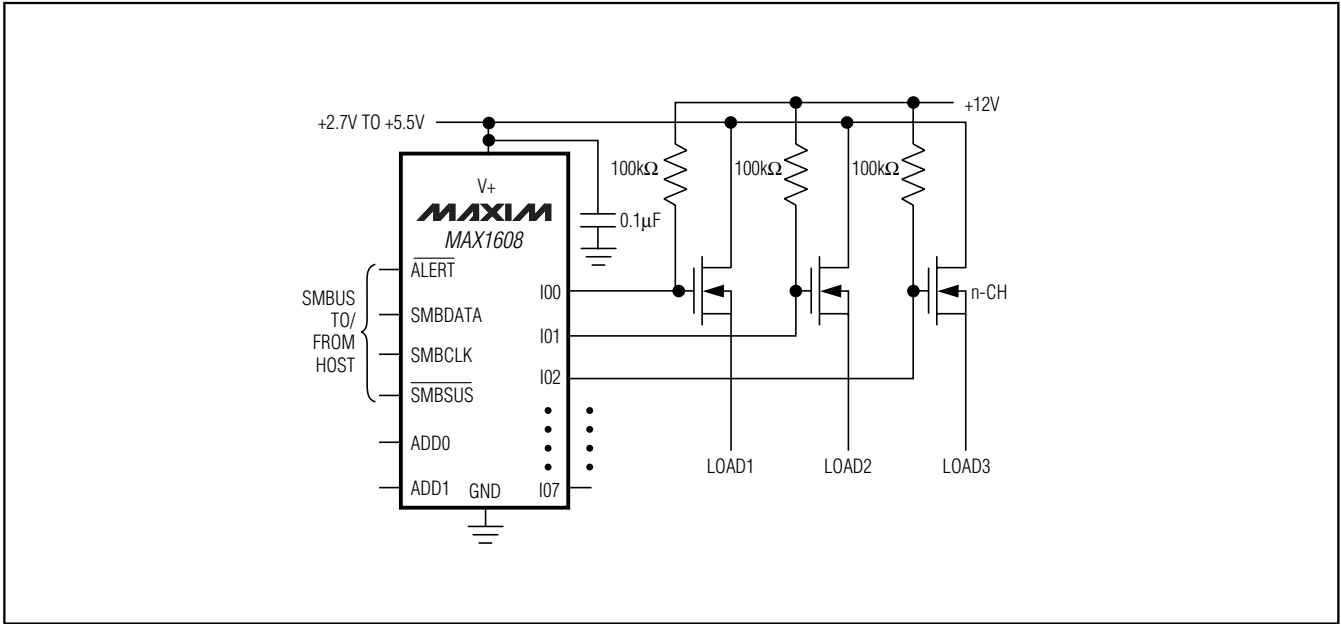 +12V
+2.7V TO +5.5V
100kΩ
100kΩ
100kΩ
V+
MAXIM
MAX1608
0.1µF
SMBUS
TO/
FROM
HOST
ALERT
SMBDATA
SMBCLK
SMBSUS
ADD0
ADD1
GND
I00
I01
I02
I07
n-CH
LOAD1
LOAD2
LOAD3